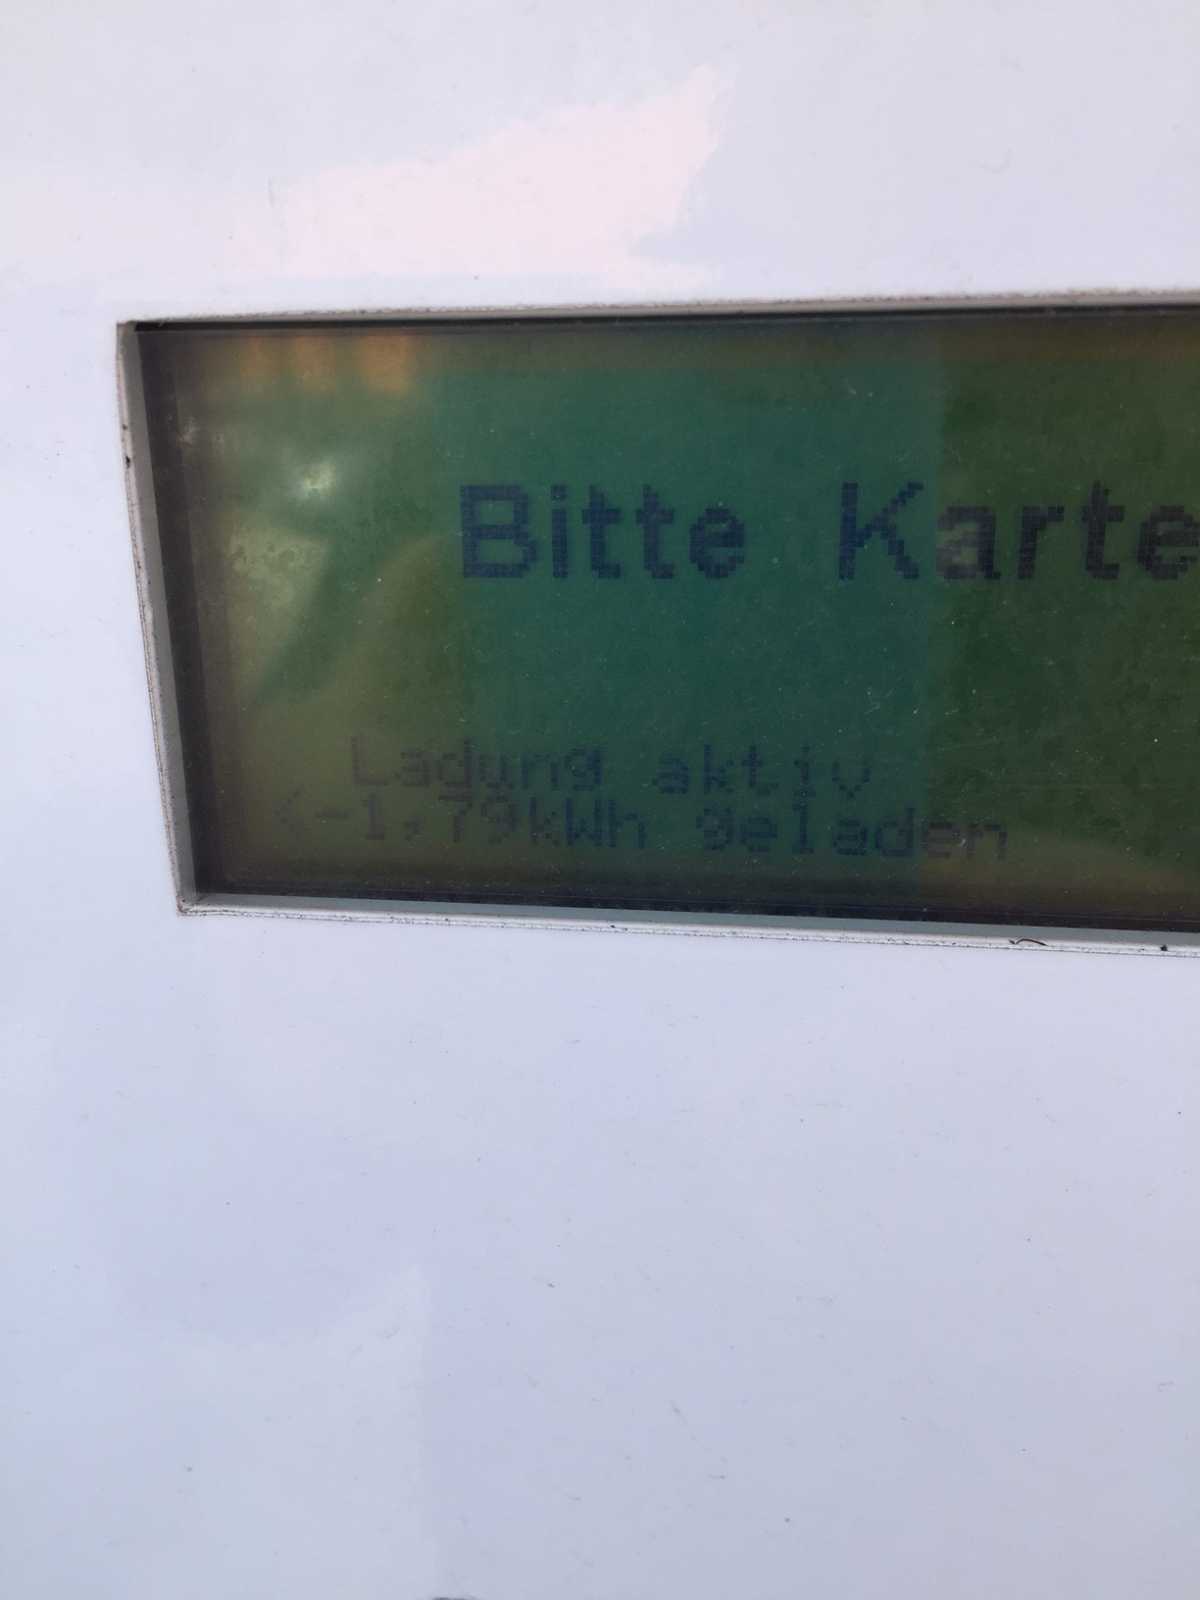 Bitte Karte
Ladung aktiv
<-1,79kWh geladen